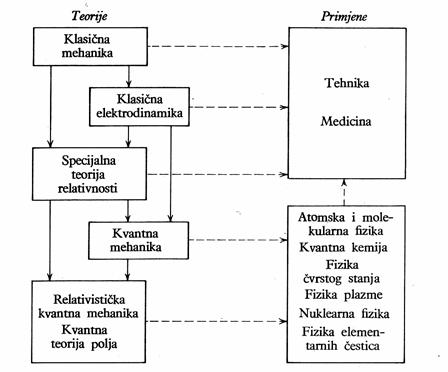 Teorije
Primjene
Klasična
mehanika
Klasična
elektrodinamika
Specijalna
teorija
relativnosti
Kvantna
mehanika
Relativistička
kvantna mehanika
Kvantna
teorija polja
Tehnika
Medicina
Atomska i mole-
kularna fizika
Kvantna kemija
Fizika
čvrstog stanja
Fizika plazme
Nuklearna fizika
Fizika elemen-
tarnih čestica